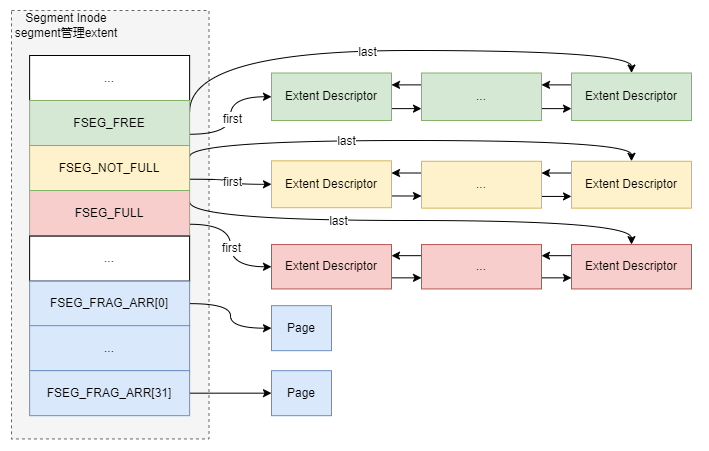 Segment Inode
segment管理extent
...
FSEG_FREE
FSEG_NOT_FULL
FSEG_FULL
...
FSEG_FRAG_ARR[0]
...
FSEG_FRAG_ARR[31]
last
first
Extent Descriptor
...
Extent Descriptor
last
first
Extent Descriptor
...
Extent Descriptor
last
first
Extent Descriptor
...
Extent Descriptor
Page
Page